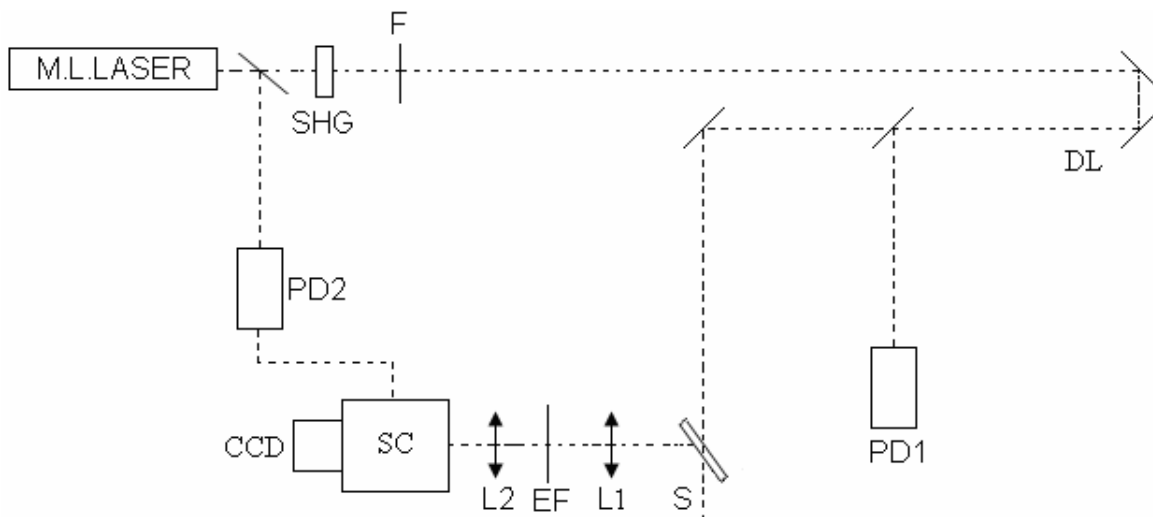 F
M.L.LASER
SHG
DL
PD2
CCD
SC
L2
EF
L1
S
PD1